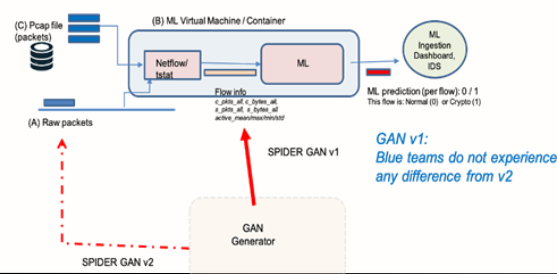 (B) ML Virtual Machine / Container
(C) Pcap file
(packets)
Netflow/
tstat
ML
ML
Ingestion
Dashboard,
IDS
Flow info
c_pkts_all, c_bytes_all,
s_pkts_all, s_bytes_all
active_mean/max/min/std
ML prediction (per flow): 0 / 1
This flow is: Normal (0) or Crypto (1)
(A) Raw packets
SPIDER GAN v1
GAN v1:
Blue teams do not experience
any difference from v2
GAN
Generator
SPIDER GAN v2